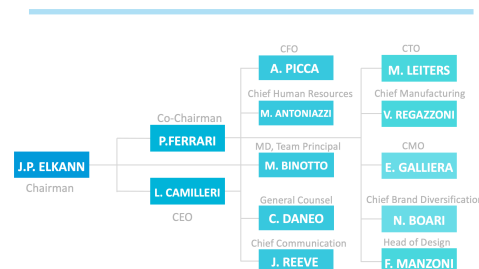 CFO
A. PICCA
CTO
M. LEITERS
Chief Human Resources
M. ANTONIAZZI
Chief Manufacturing
V. REGAZZONI
Co-Chairman
P.FERRARI
MD, Team Principal
M. BINOTTO
CMO
E. GALLIERA
J.P. ELKANN
Chairman
L. CAMILLERI
CEO
General Counsel
C. DANEO
Chief Brand Diversification
N. BOARI
Chief Communication
J. REEVE
Head of Design
F. MANZONI